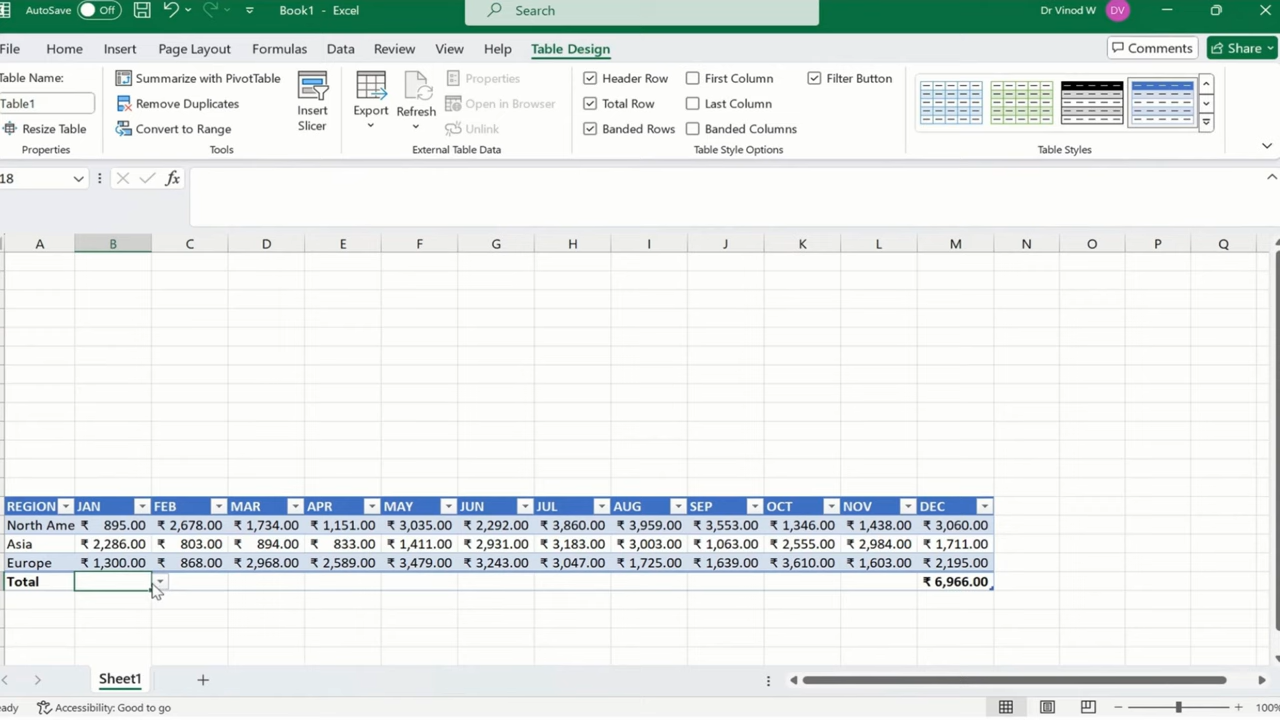 AutoSave Off Book1 - Excel Search Dr Vinod W DV
File Home Insert Page Layout Formulas Data Review View Help Table Design Comments Share
Table Name: Summarize with PivotTable Properties Header Row First Column Filter Button
Table1 Remove Duplicates Insert Slicer Export Refresh Open in Browser Total Row Last Column
Resize Table Convert to Range Unlink Banded Rows Banded Columns
Properties Tools External Table Data Table Style Options Table Styles
18 fx
A B C D E F G H I J K L M N O P Q
REGION JAN FEB MAR APR MAY JUN JUL AUG SEP OCT NOV DEC
North Ame ₹ 895.00 ₹ 2,678.00 ₹ 1,734.00 ₹ 1,151.00 ₹ 3,035.00 ₹ 2,292.00 ₹ 3,860.00 ₹ 3,959.00 ₹ 3,553.00 ₹ 1,346.00 ₹ 1,438.00 ₹ 3,060.00
Asia ₹ 2,286.00 ₹ 803.00 ₹ 894.00 ₹ 833.00 ₹ 1,411.00 ₹ 2,931.00 ₹ 3,183.00 ₹ 3,003.00 ₹ 1,063.00 ₹ 2,555.00 ₹ 2,984.00 ₹ 1,711.00
Europe ₹ 1,300.00 ₹ 868.00 ₹ 2,968.00 ₹ 2,589.00 ₹ 3,479.00 ₹ 3,243.00 ₹ 3,047.00 ₹ 1,725.00 ₹ 1,639.00 ₹ 3,610.00 ₹ 1,603.00 ₹ 2,195.00
Total ₹ 6,966.00
Sheet1
eady Accessibility: Good to go 100%